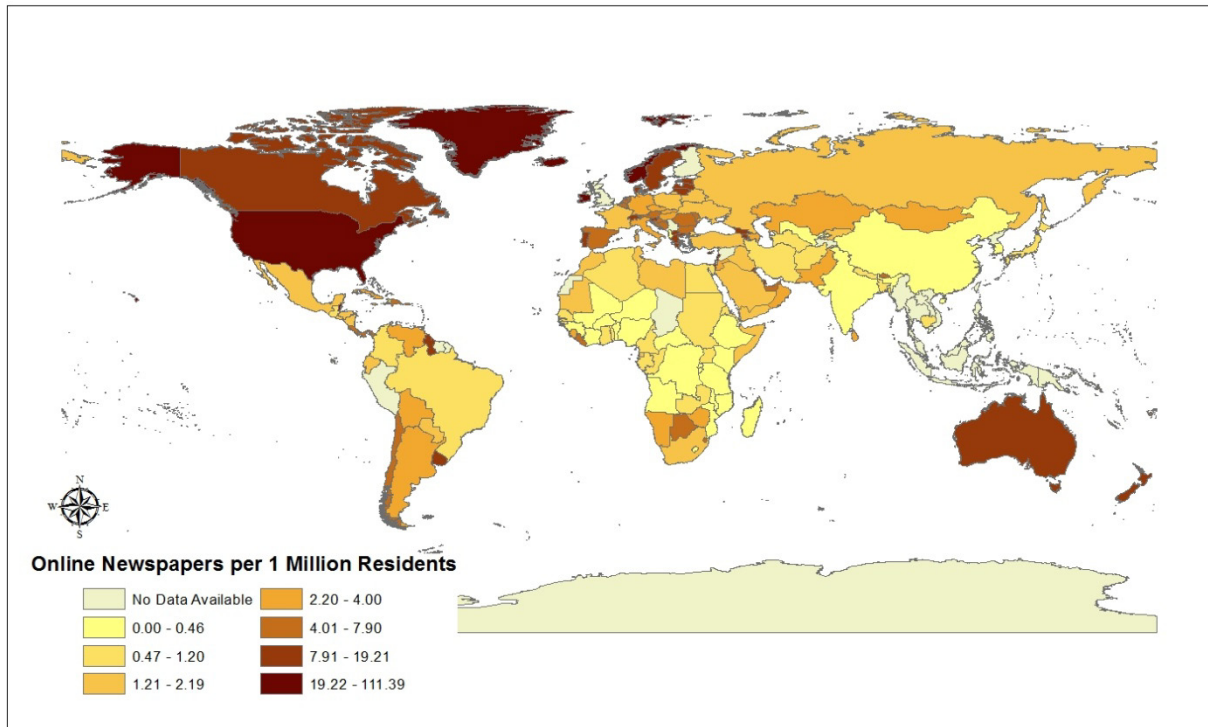 N
W E
S
Online Newspapers per 1 Million Residents
No Data Available
0.00 - 0.46
0.47 - 1.20
1.21 - 2.19
2.20 - 4.00
4.01 - 7.90
7.91 - 19.21
19.22 - 111.39